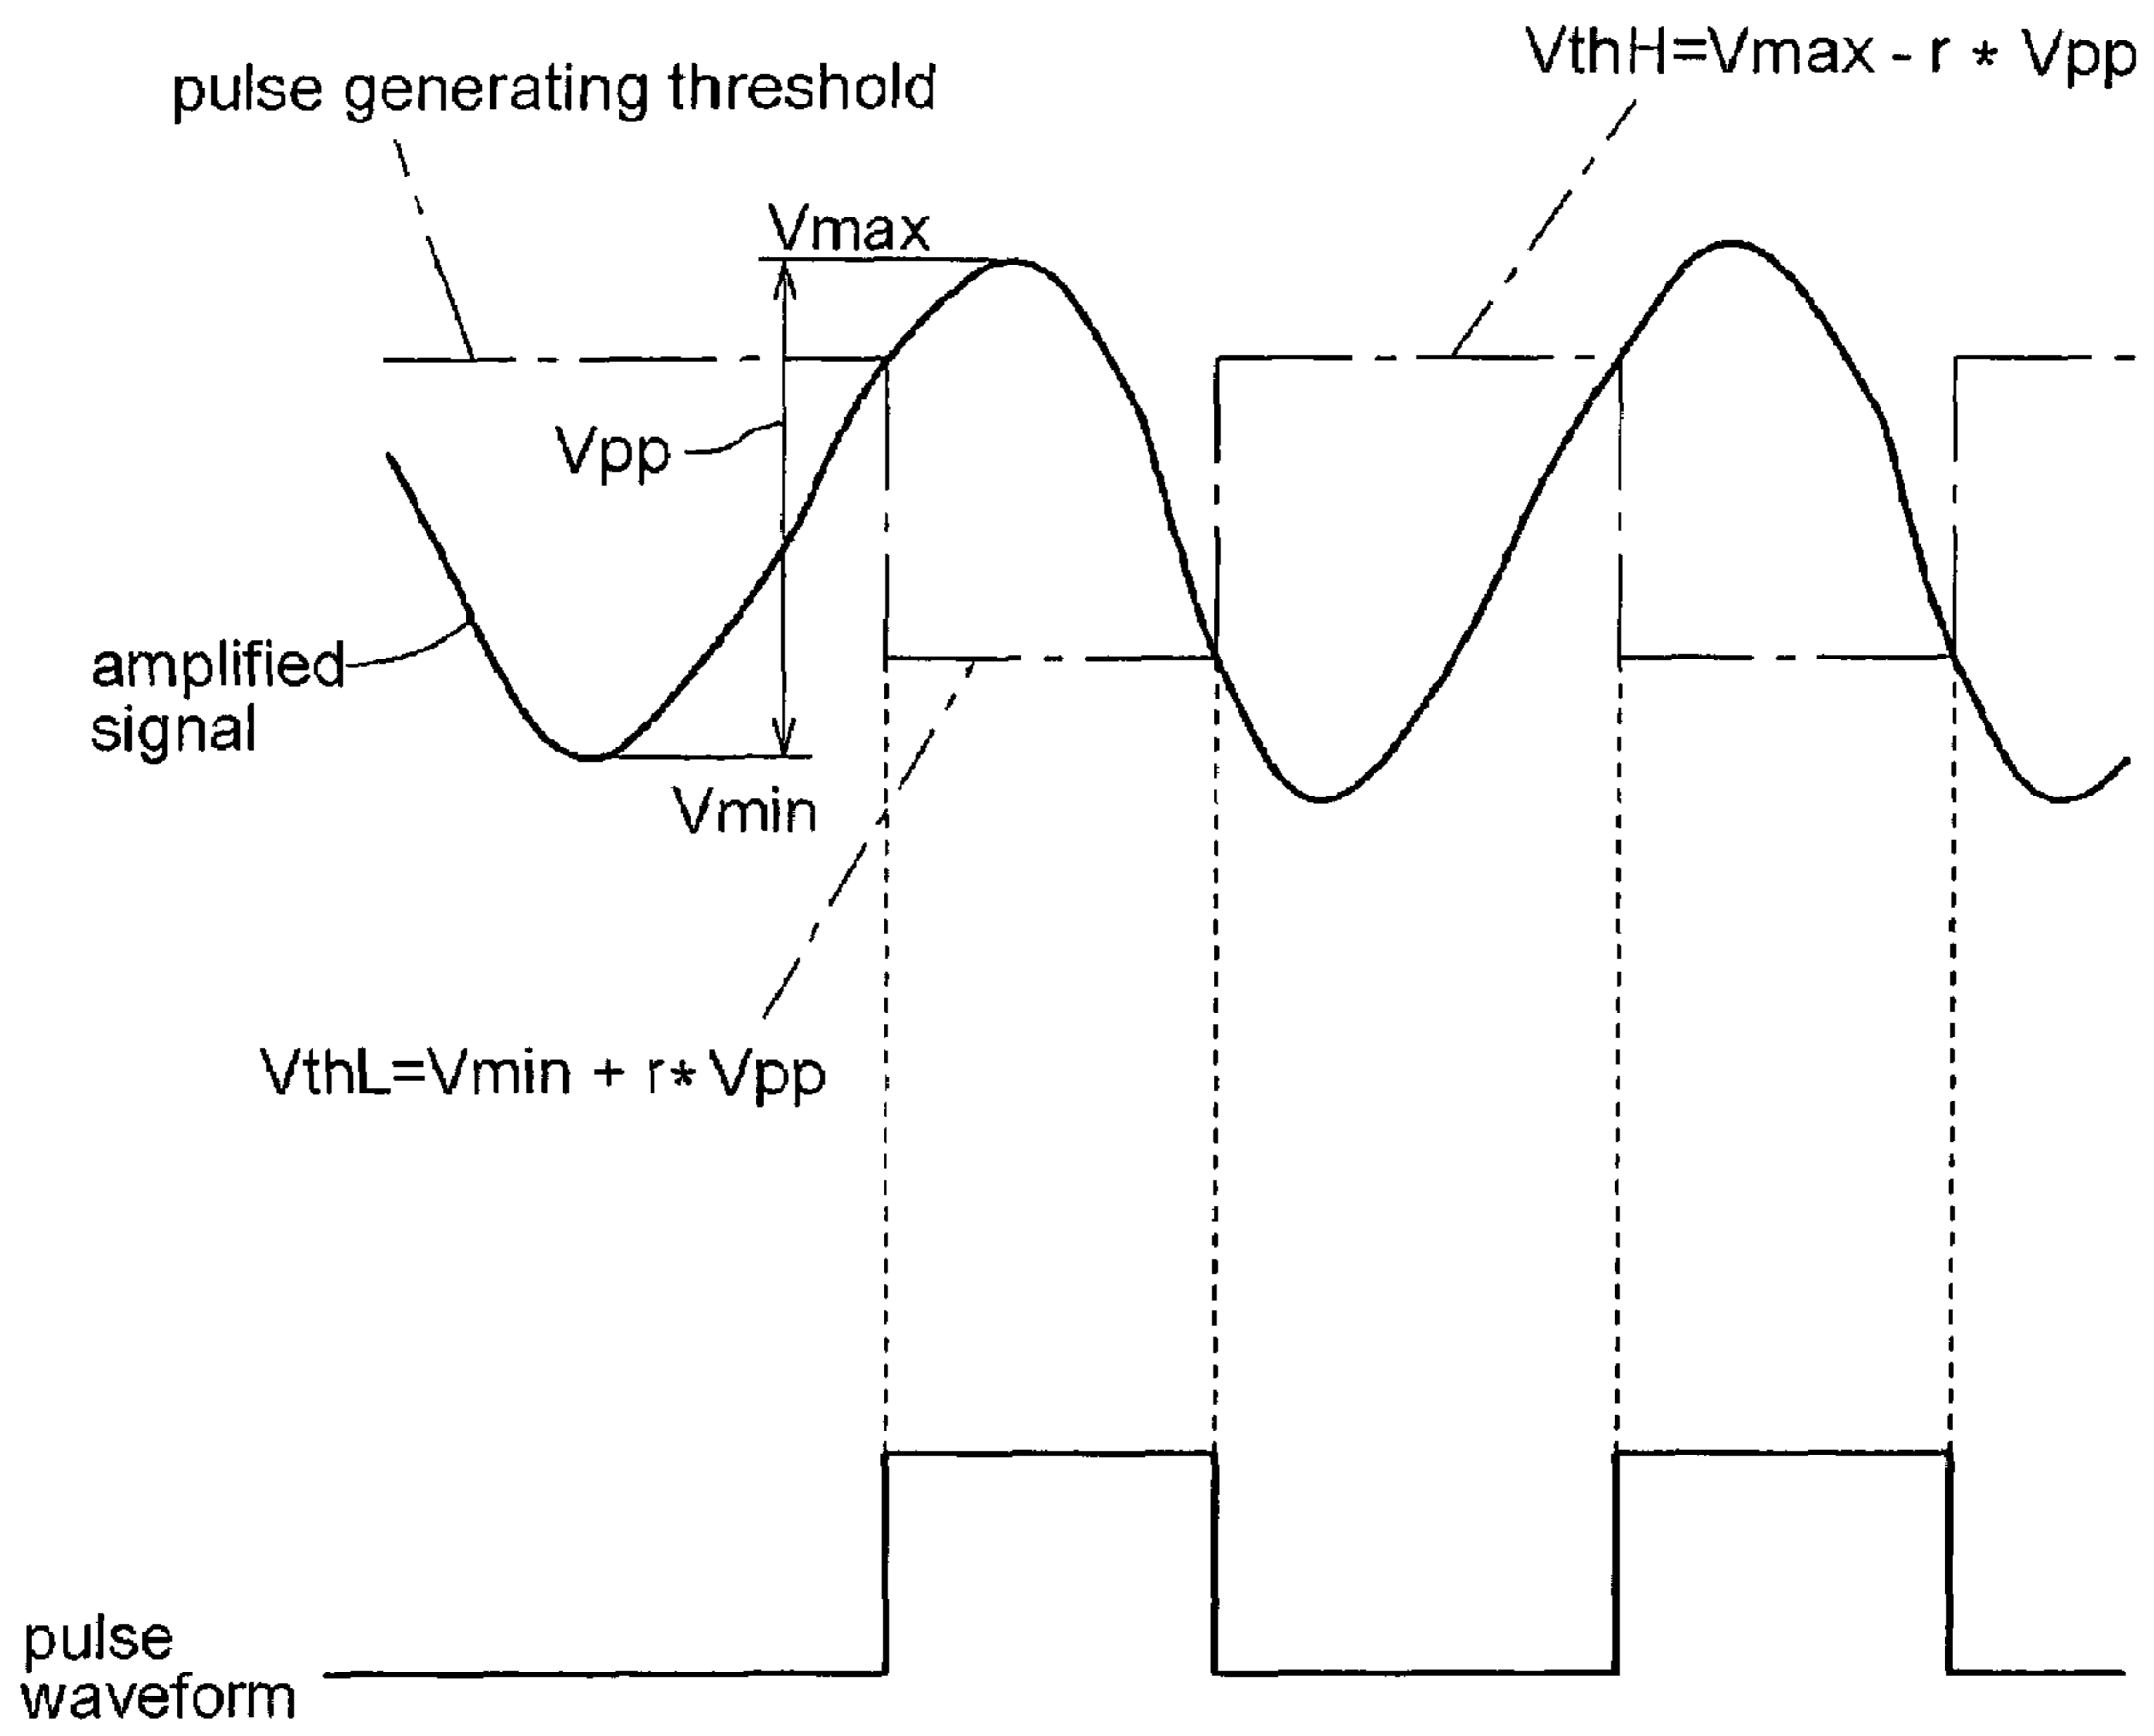 VthH=Vmax - r * Vpp
pulse generating threshold
Vmax
Vpp
amplified
signal
Vmin
VthL=Vmin + r* Vpp
pulse
waveform